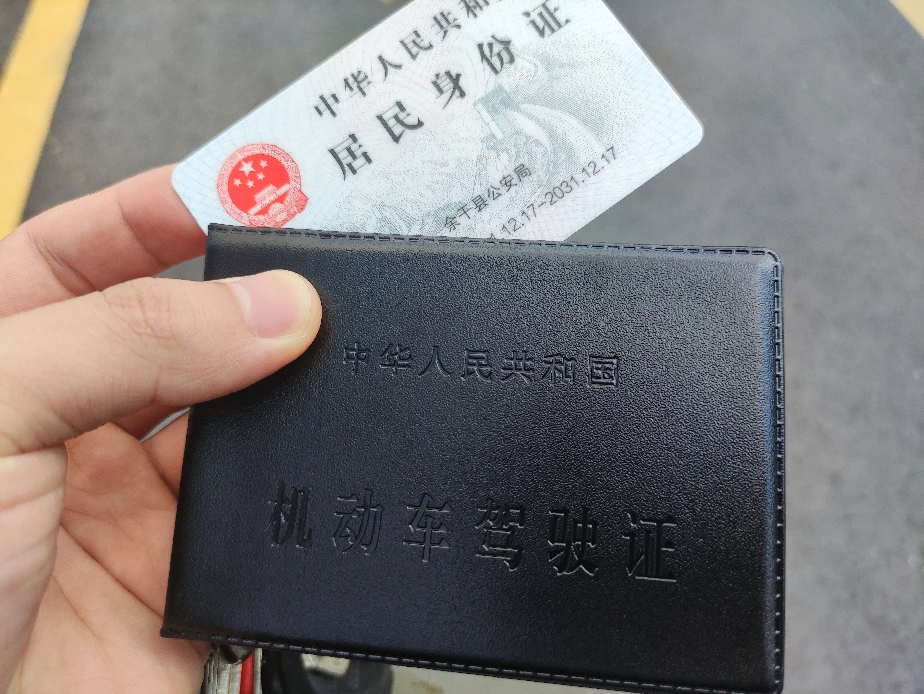 中华人民共和
居民身份证
余干县公安局
.12.17-2031.12.17
中华人民共和国
机动车驾驶证